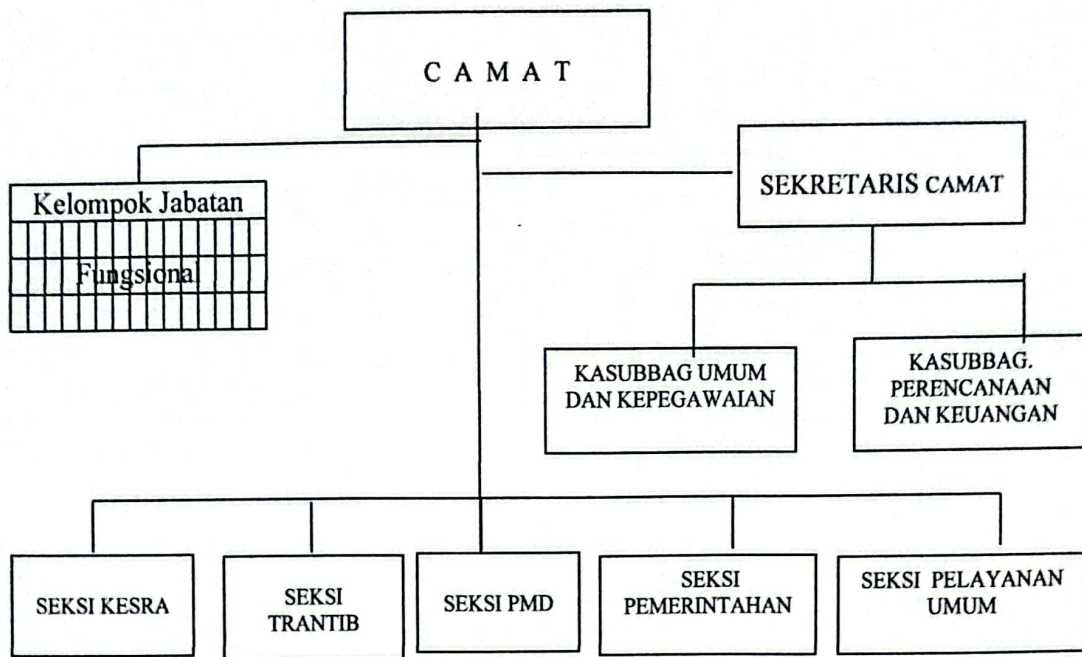 C A M A T
SEKRETARIS CAMAT
Kelompok Jabatan
Fungsional
KASUBBAG UMUM
DAN KEPEGAWAIAN
KASUBBAG.
PERENCANAAN
DAN KEUANGAN
SEKSI KESRA
SEKSI
TRANTIB
SEKSI PMD
SEKSI
PEMERINTAHAN
SEKSI PELAYANAN
UMUM